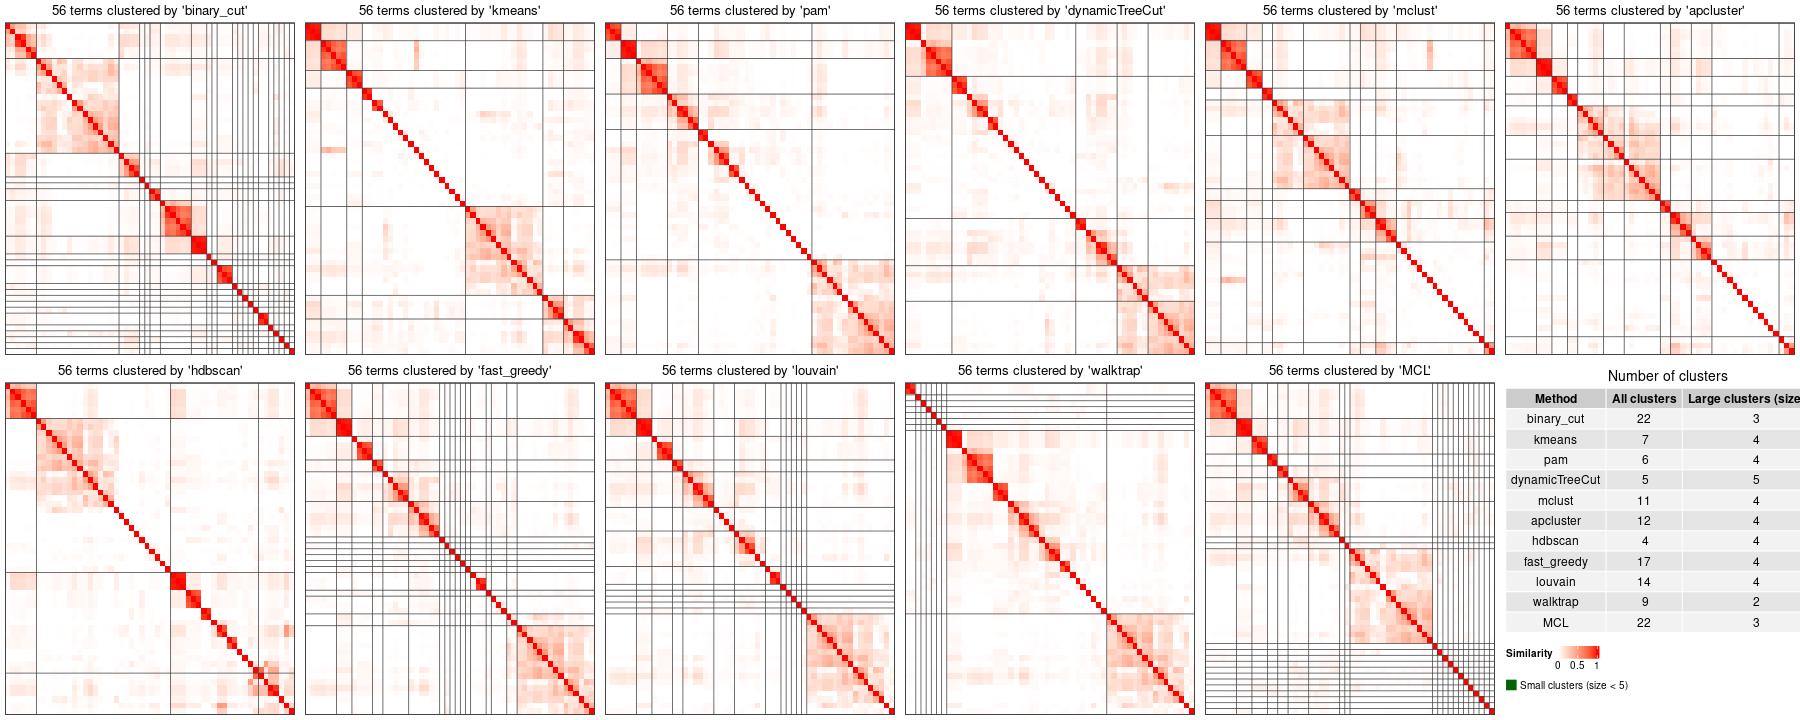 56 terms clustered by 'binary_cut'
56 terms clustered by 'kmeans'
56 terms clustered by 'pam'
56 terms clustered by 'dynamicTreeCut'
56 terms clustered by 'mclust'
56 terms clustered by 'apcluster'
56 terms clustered by 'hdbscan'
56 terms clustered by 'fast_greedy'
56 terms clustered by 'louvain'
56 terms clustered by 'walktrap'
56 terms clustered by 'MCL'
Number of clusters
Method All clusters Large clusters (size
binary_cut 22 3
kmeans 7 4
pam 6 4
dynamicTreeCut 5 5
mclust 11 4
apcluster 12 4
hdbscan 4 4
fast_greedy 17 4
louvain 14 4
walktrap 9 2
MCL 22 3
Similarity
0 0.5 1
Small clusters (size < 5)